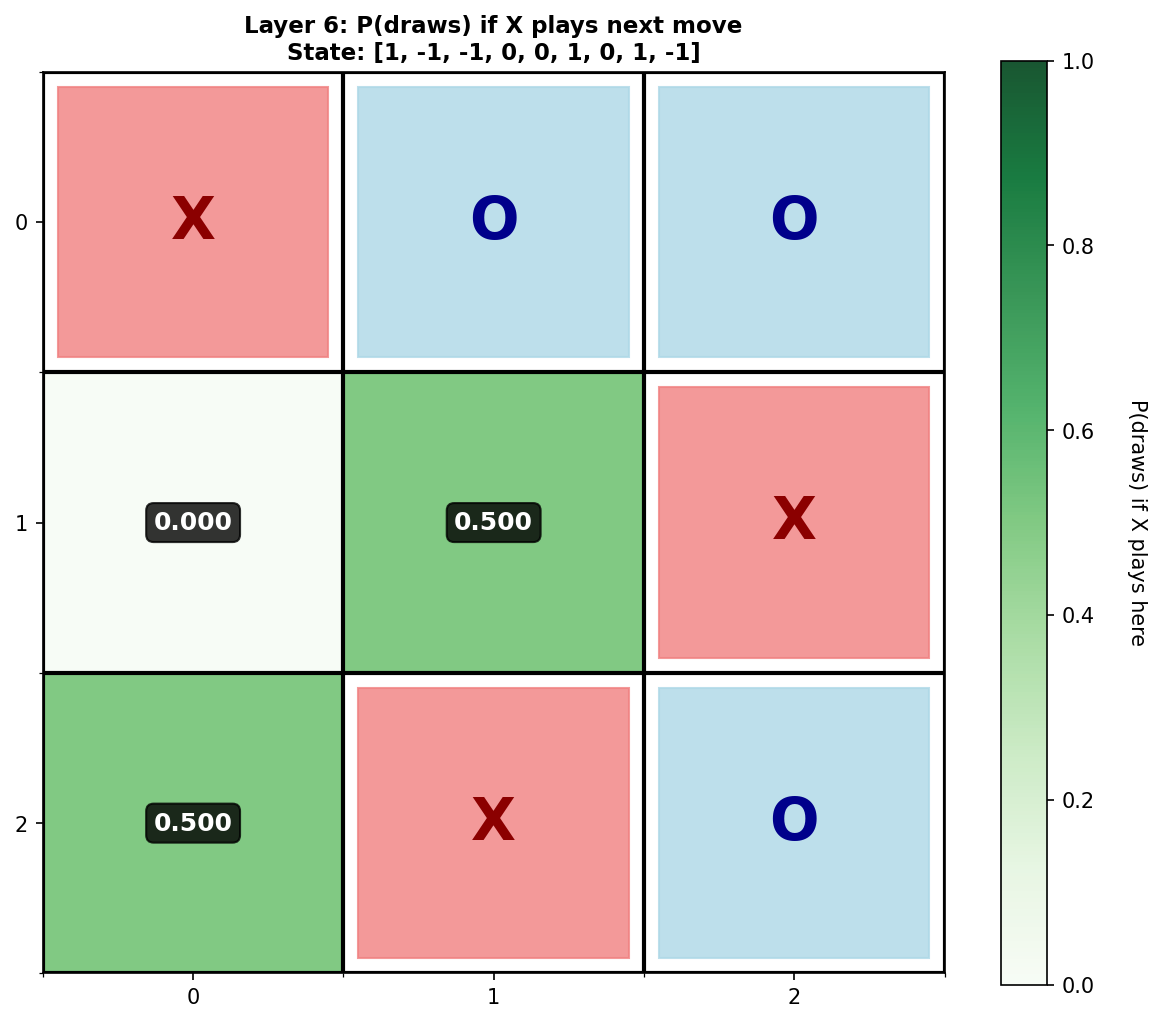 Layer 6: P(draws) if X plays next move
State: [1, -1, -1, 0, 0, 1, 0, 1, -1]
0
X
O
O
1
0.000
0.500
X
2
0.500
X
O
0
1
2
1.0
0.8
0.6
0.4
0.2
0.0
P(draws) if X plays here